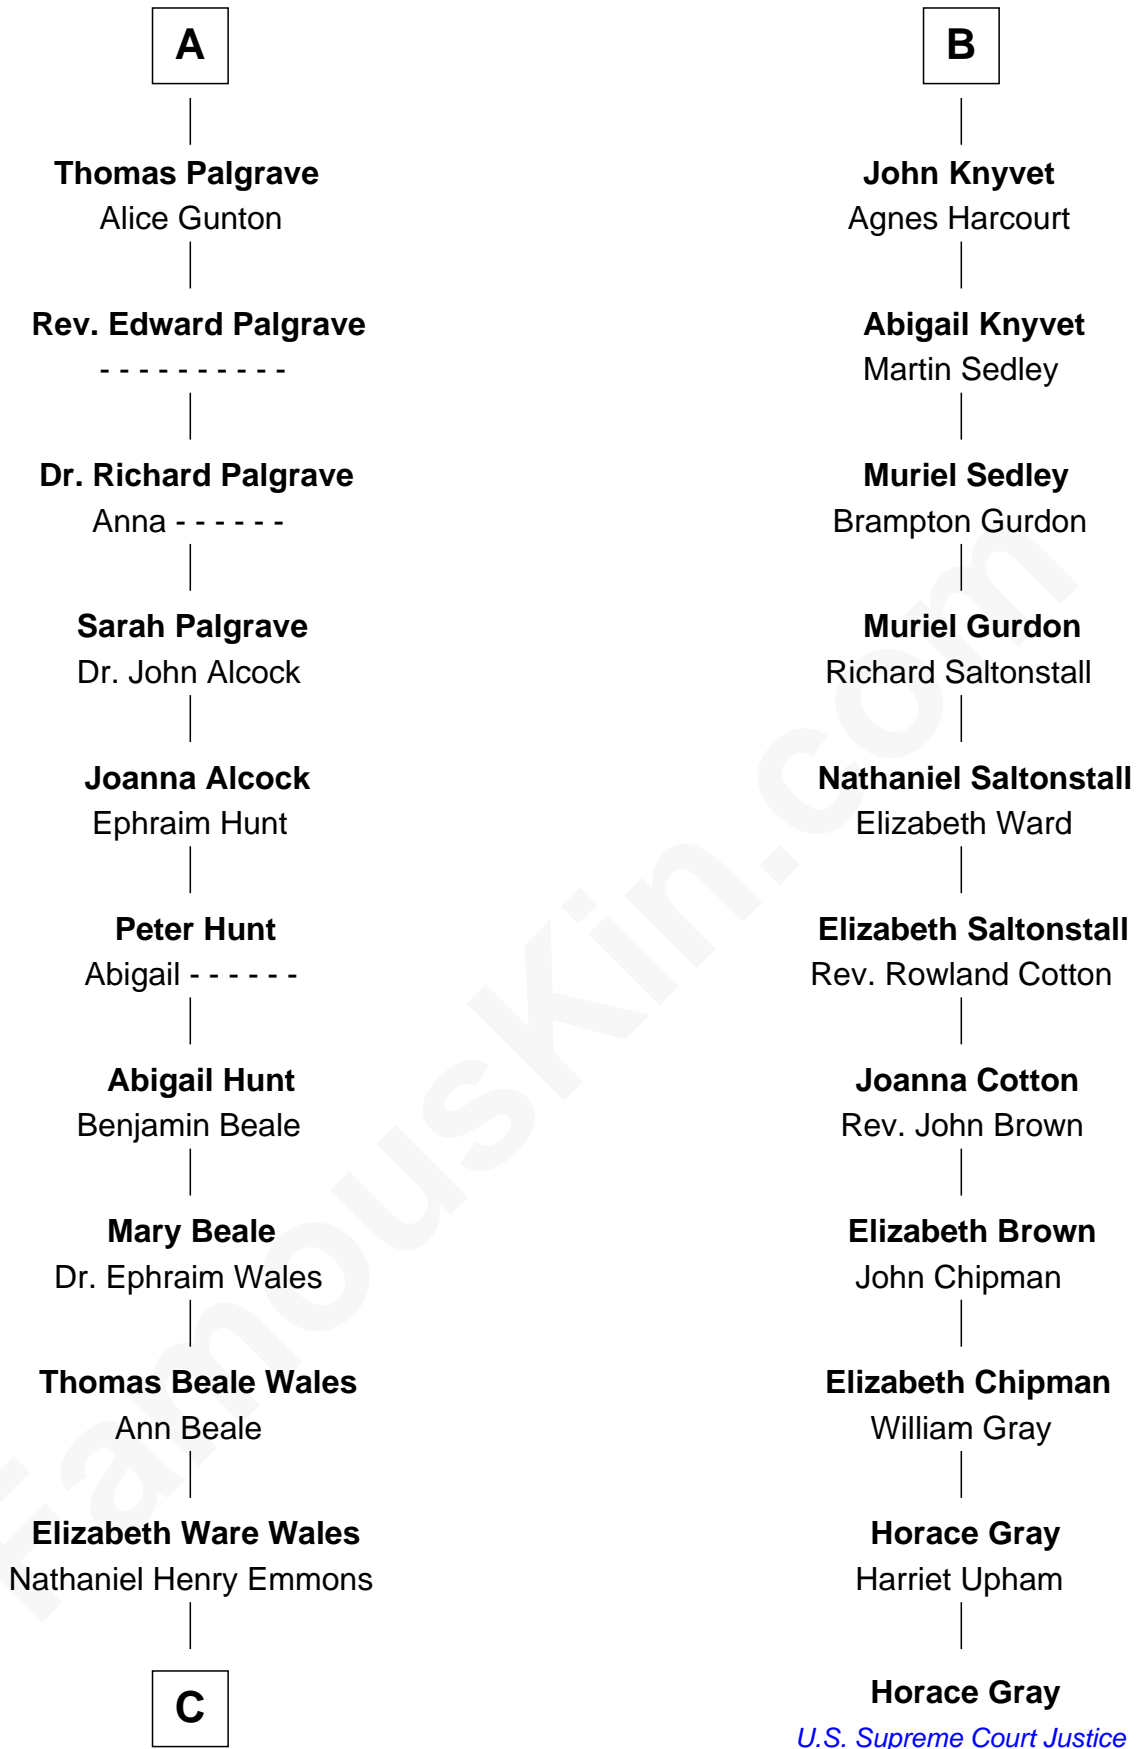 A
Thomas Palgrave
Alice Gunton
Rev. Edward Palgrave
- - - - - - - - - -
Dr. Richard Palgrave
Anna - - - - - -
Sarah Palgrave
Dr. John Alcock
Joanna Alcock
Ephraim Hunt
Peter Hunt
Abigail - - - - - -
Abigail Hunt
Benjamin Beale
Mary Beale
Dr. Ephraim Wales
Thomas Beale Wales
Ann Beale
Elizabeth Ware Wales
Nathaniel Henry Emmons
C
B
John Knyvet
Agnes Harcourt
Abigail Knyvet
Martin Sedley
Muriel Sedley
Brampton Gurdon
Muriel Gurdon
Richard Saltonstall
Nathaniel Saltonstall
Elizabeth Ward
Elizabeth Saltonstall
Rev. Rowland Cotton
Joanna Cotton
Rev. John Brown
Elizabeth Brown
John Chipman
Elizabeth Chipman
William Gray
Horace Gray
Harriet Upham
Horace Gray
U.S. Supreme Court Justice
FamousKin.com